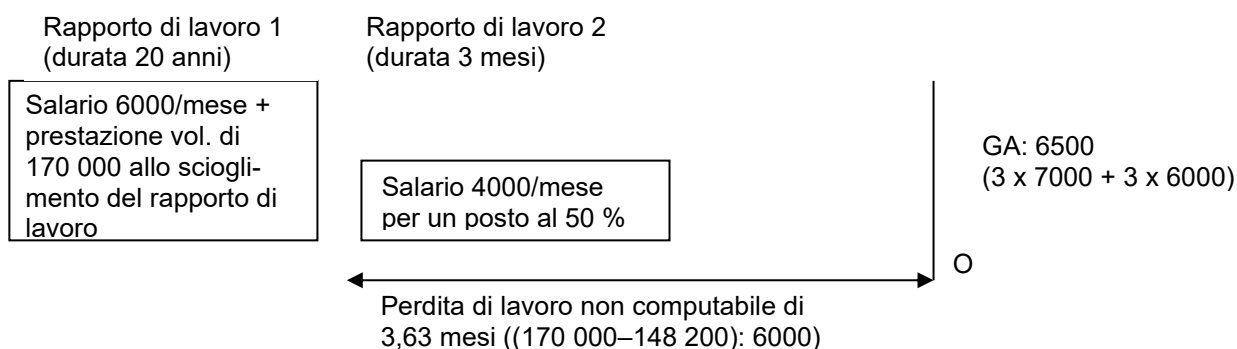 Rapporto di lavoro 1
(durata 20 anni)
Rapporto di lavoro 2
(durata 3 mesi)
Salario 6000/mese +
prestazione vol. di
170 000 allo sciogli-
mento del rapporto di
lavoro
Salario 4000/mese
per un posto al 50 %
GA: 6500
(3 x 7000 + 3 x 6000)
O
Perdita di lavoro non computabile di
3,63 mesi ((170 000–148 200): 6000)